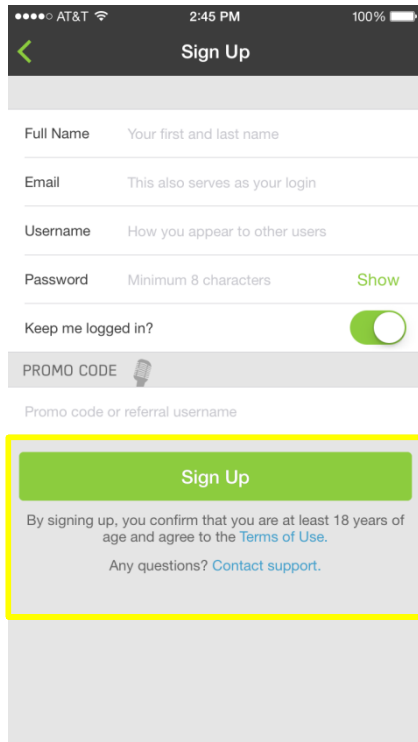 AT&T 2:45 PM 100%
Sign Up
Full Name Your first and last name
Email This also serves as your login
Username How you appear to other users
Password Minimum 8 characters Show
Keep me logged in?
PROMO CODE
Promo code or referral username
Sign Up
By signing up, you confirm that you are at least 18 years of
age and agree to the Terms of Use.
Any questions? Contact support.